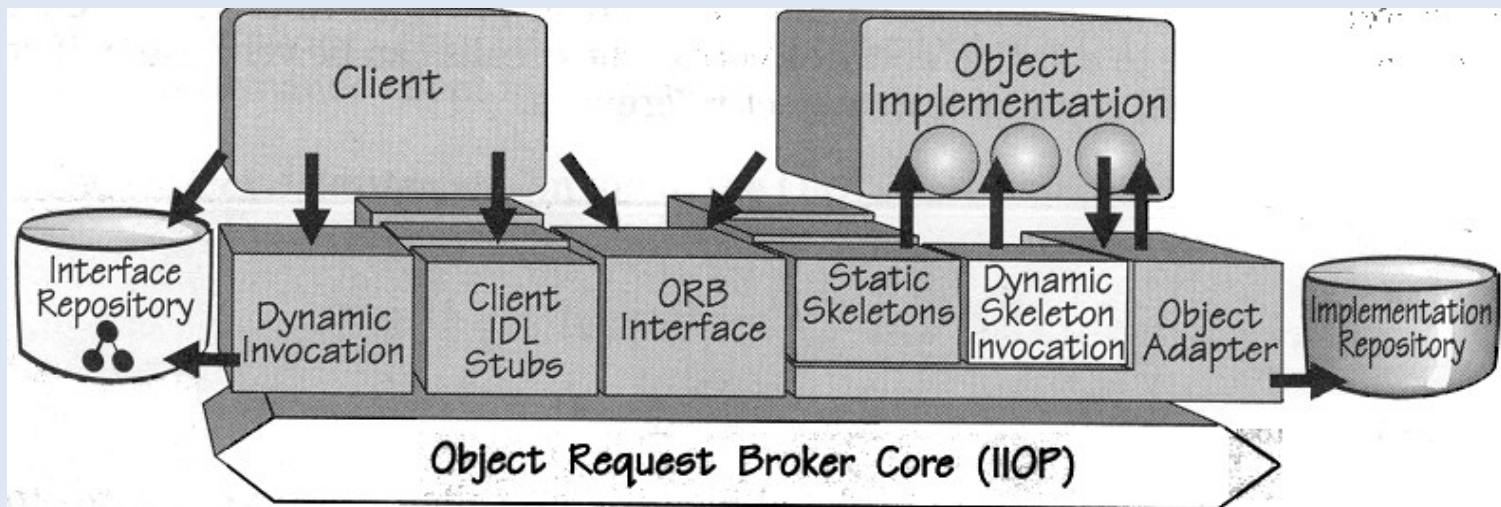 Client
Object
Implementation
Interface
Repository
Dynamic
Invocation
Client
IDL
Stubs
ORB
Interface
Static
Skeletons
Dynamic
Skeleton
Invocation
Object
Adapter
Implementation
Repository
Object Request Broker Core (IIOP)